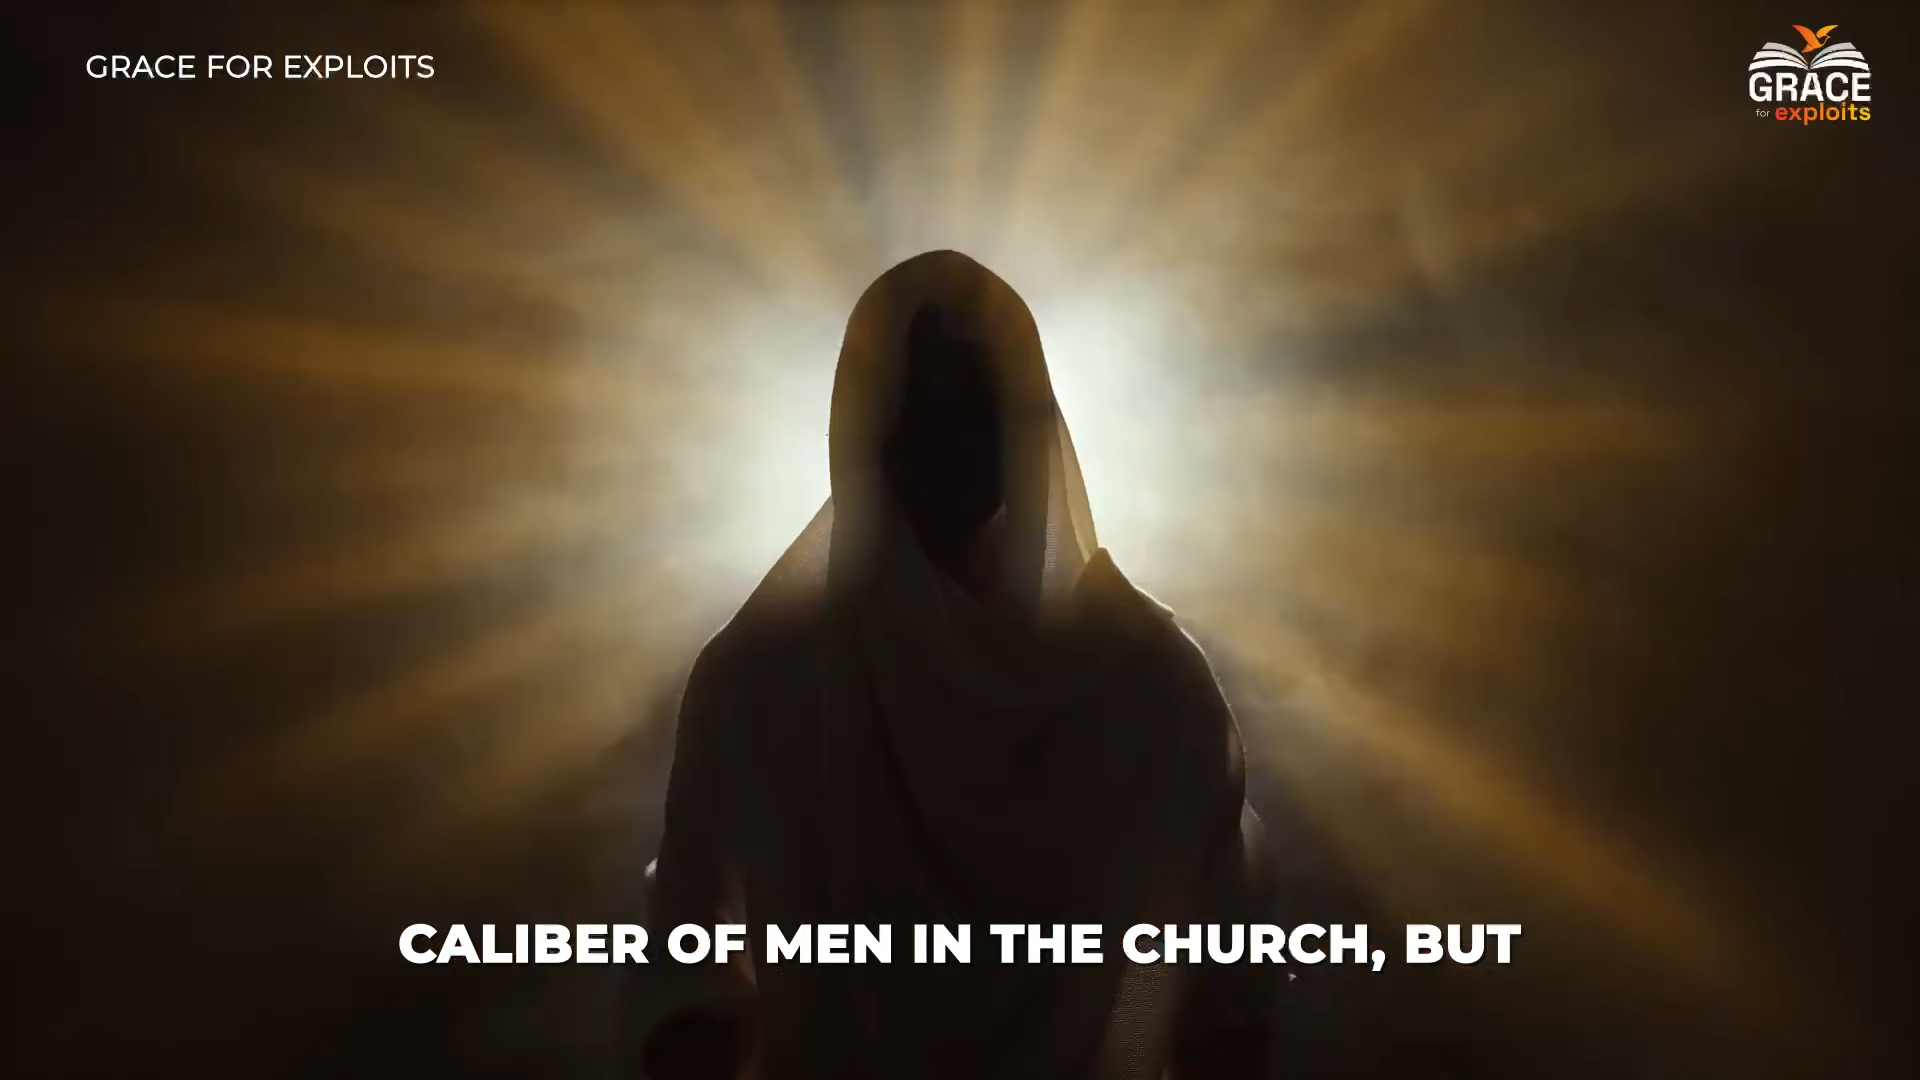 GRACE FOR EXPLOITS
GRACE
for exploits
CALIBER OF MEN IN THE CHURCH, BUT